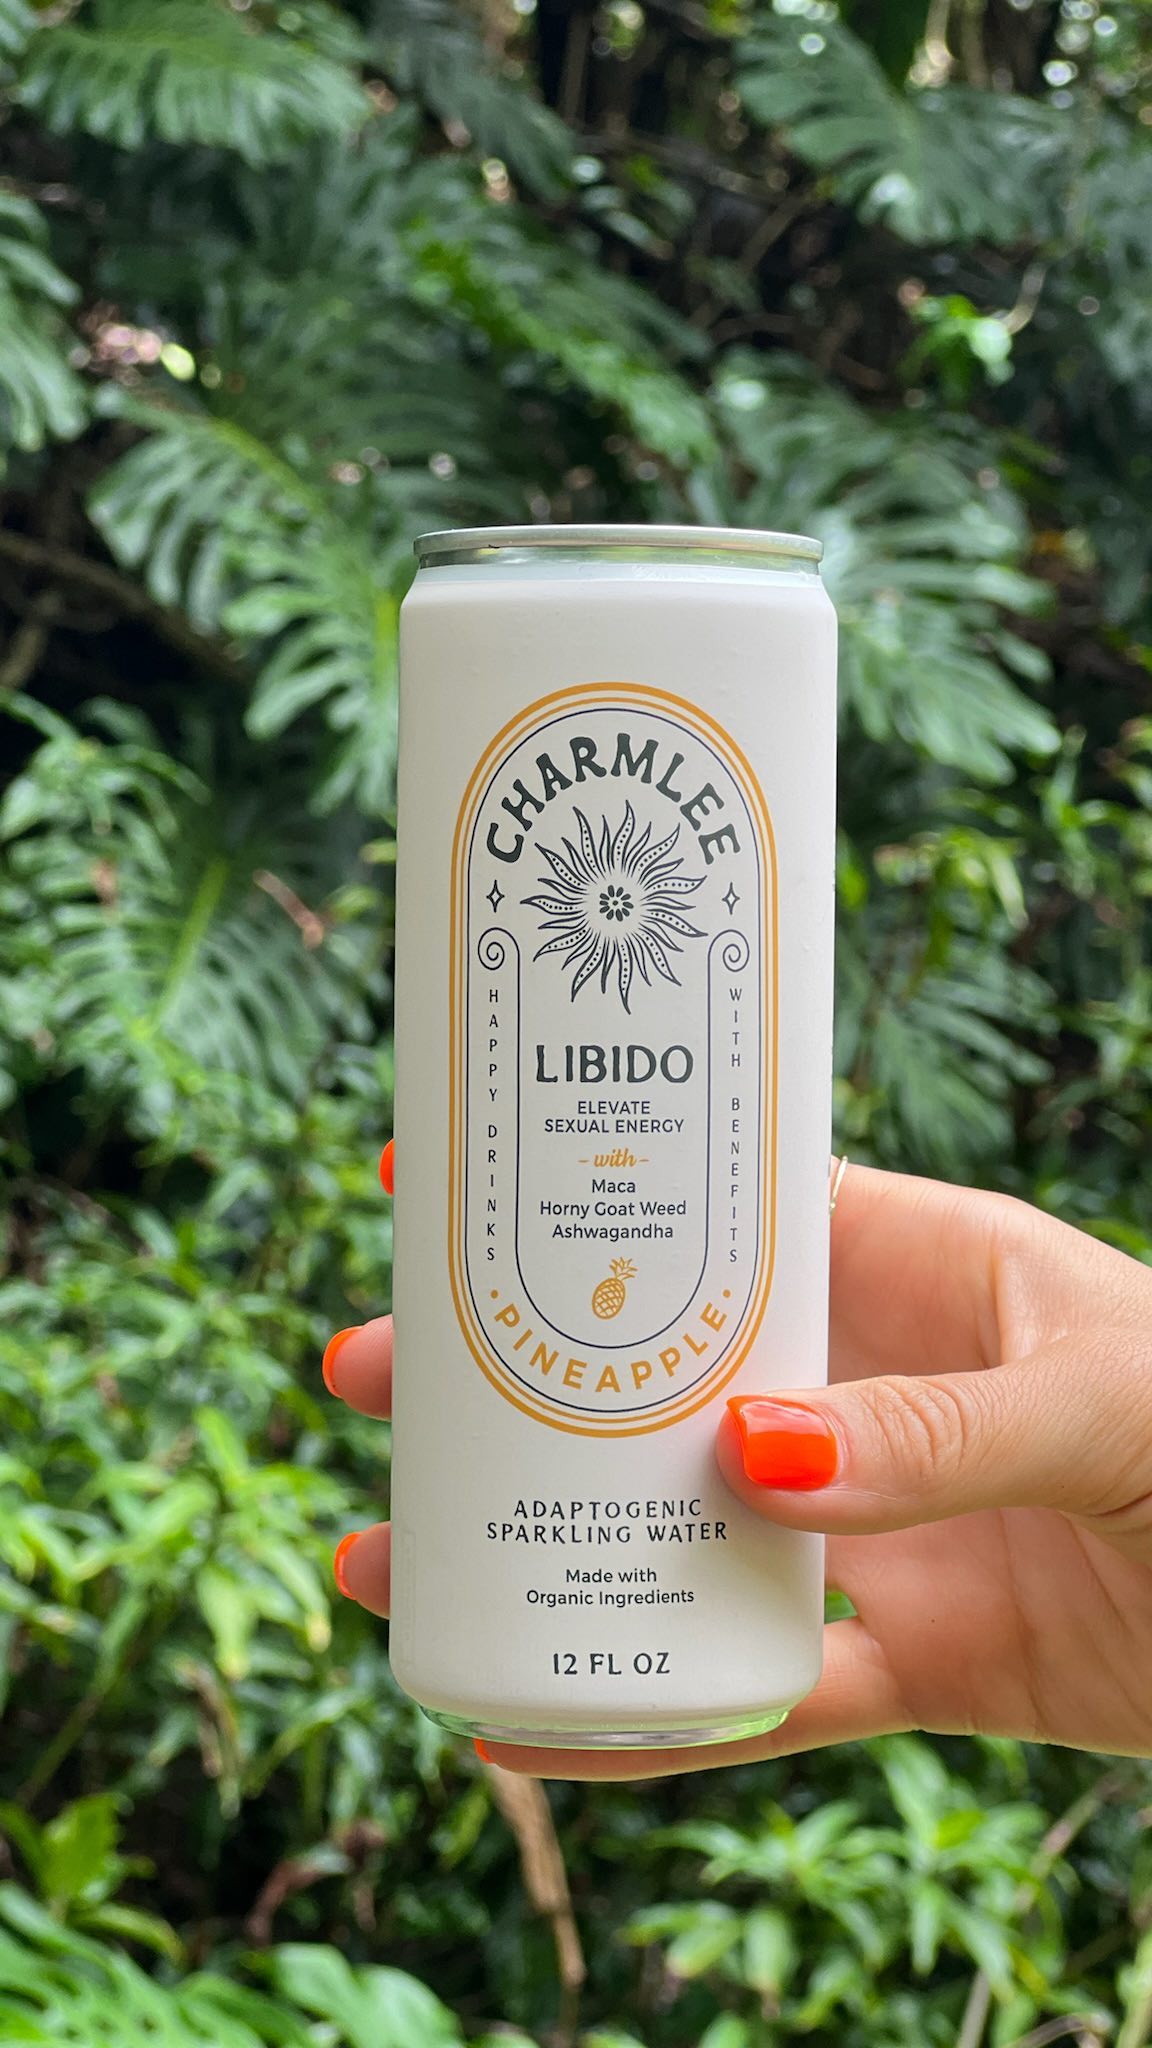 CHARMLEE
HAPPY DRINKS
WITH BENEFITS
LIBIDO
ELEVATE
SEXUAL ENERGY
- with -
Maca
Horny Goat Weed
Ashwagandha
• PINEAPPLE •
ADAPTOGENIC
SPARKLING WATER
Made with
Organic Ingredients
12 FL OZ